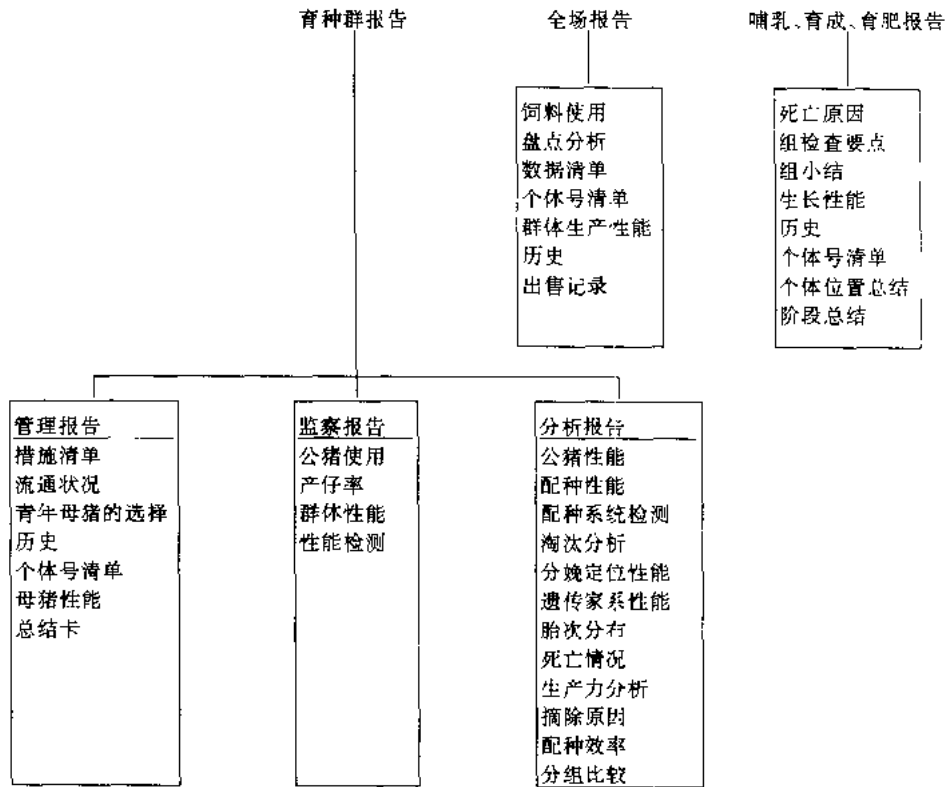 育种群报告
全场报告
哺乳、育成、育肥报告
饲料使用
盘点分析
数据清单
个体号清单
群体生产性能
历史
出售记录
死亡原因
组检查要点
组小结
生长性能
历史
个体号清单
个体位置总结
阶段总结
管理报告
措施清单
流通状况
青年母猪的选择
历史
个体号清单
母猪性能
总结卡
监察报告
公猪使用
产仔率
群体性能
性能检测
分析报告
公猪性能
配种性能
配种系统检测
淘汰分析
分娩定位性能
遗传家系性能
胎次分布
死亡情况
生产力分析
摘除原因
配种效率
分组比较